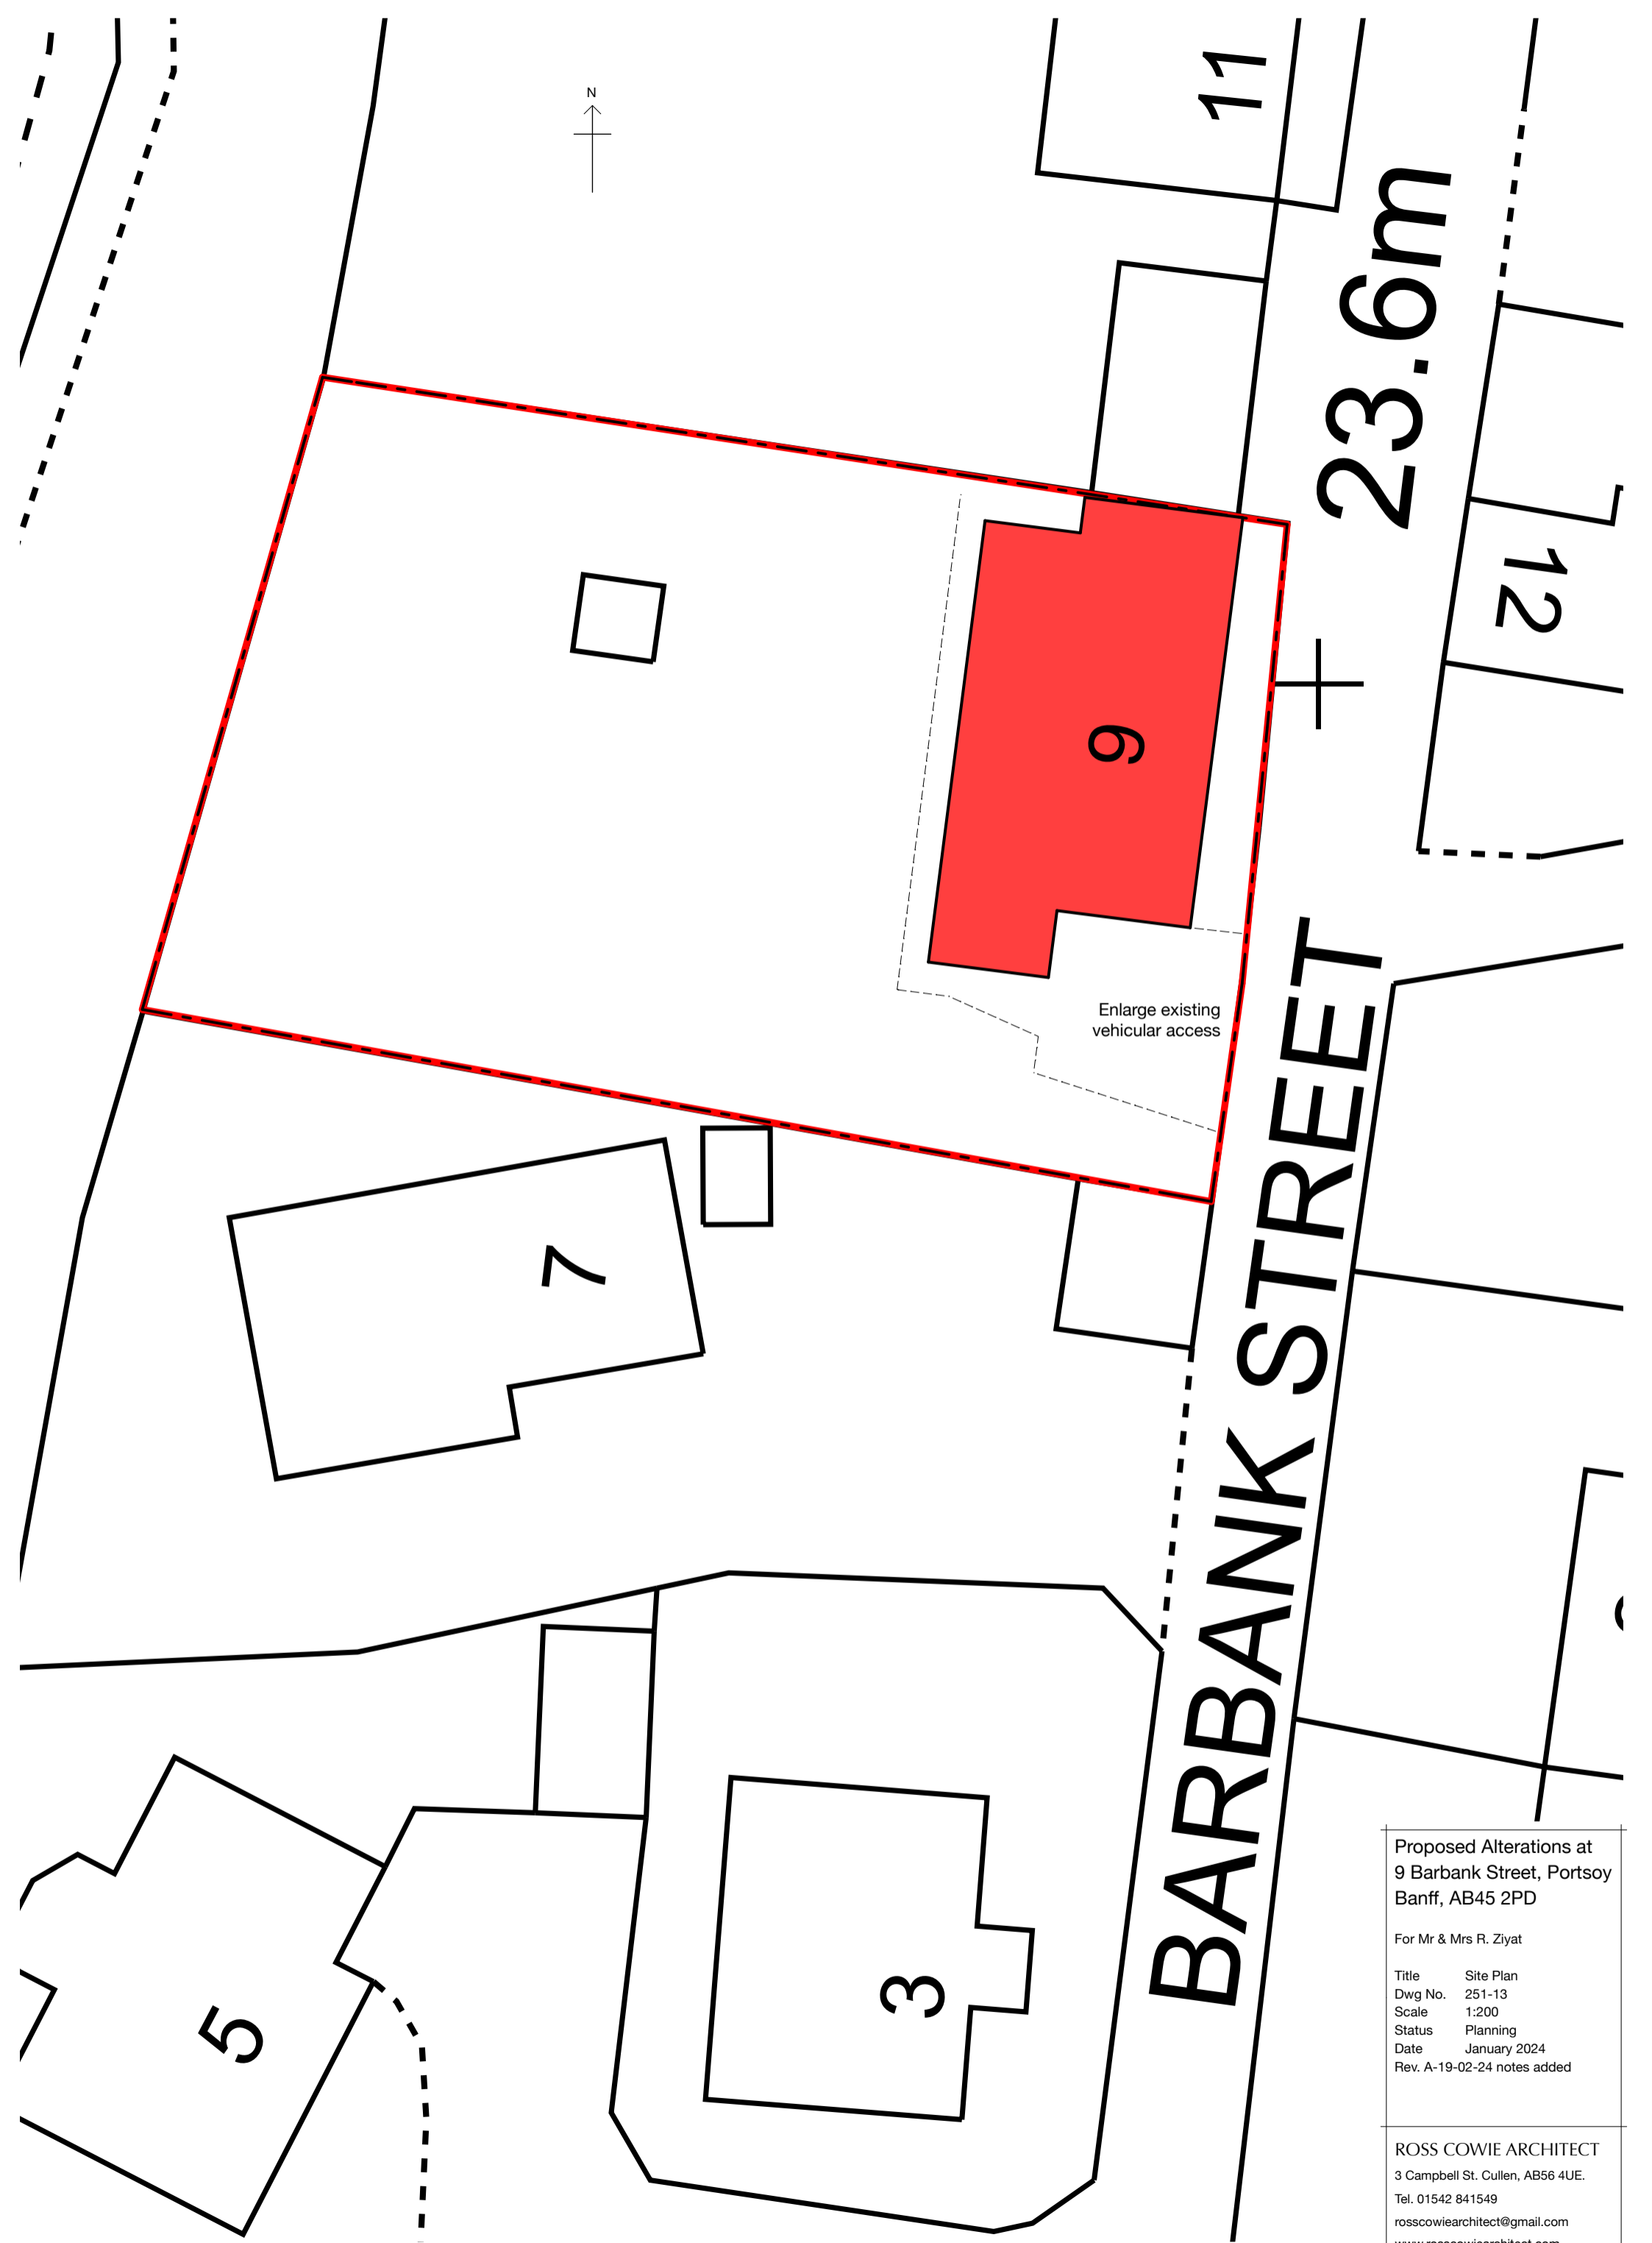 N
11
23.6m
12
9
Enlarge existing
vehicular access
BARBANK STREET
7
3
5
Proposed Alterations at
9 Barbank Street, Portsoy
Banff, AB45 2PD
For Mr & Mrs R. Ziyat
Title Site Plan
Dwg No. 251-13
Scale 1:200
Status Planning
Date January 2024
Rev. A-19-02-24 notes added
ROSS COWIE ARCHITECT
3 Campbell St. Cullen, AB56 4UE.
Tel. 01542 841549
rosscowiearchitect@gmail.com